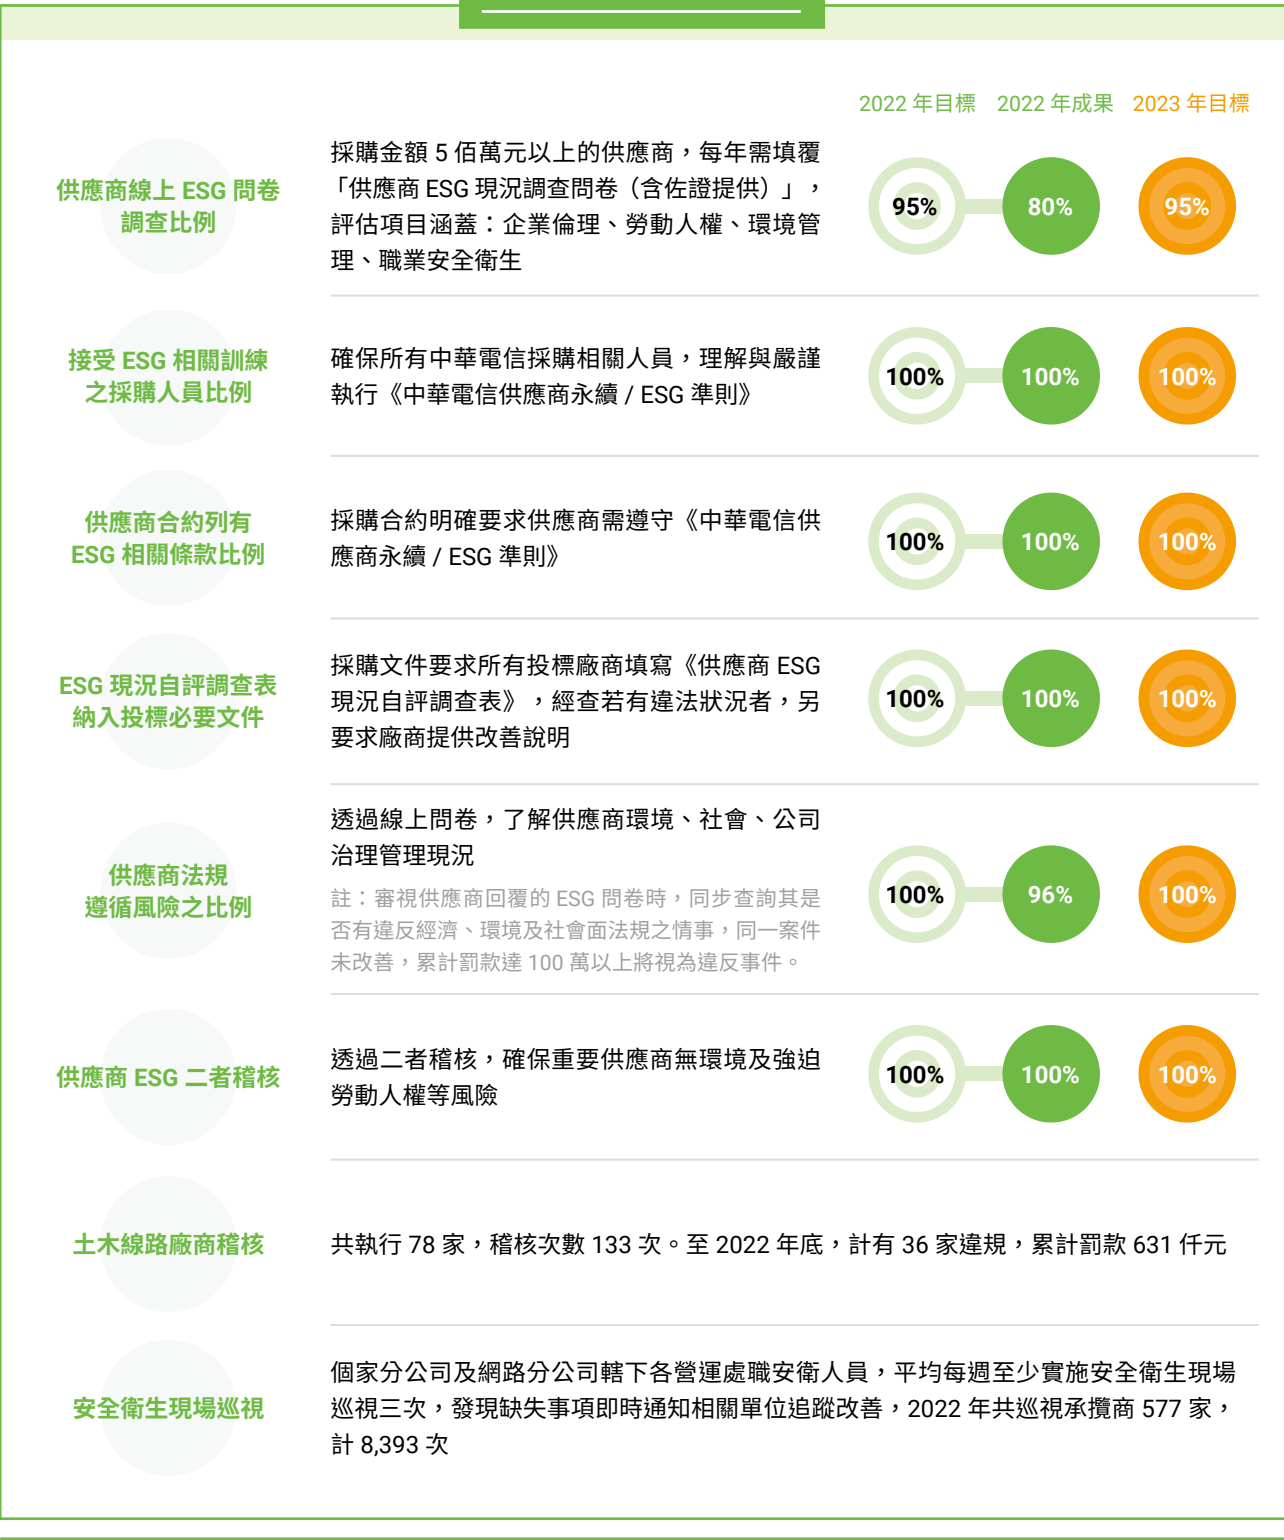 2022 年目標 2022 年成果 2023 年目標
供應商線上 ESG 問卷
調查比例
採購金額 5 佰萬元以上的供應商，每年需填覆
「供應商 ESG 現況調查問卷（含佐證提供）」，
評估項目涵蓋：企業倫理、勞動人權、環境管
理、職業安全衛生
95% 80% 95%
接受 ESG 相關訓練
之採購人員比例
確保所有中華電信採購相關人員，理解與嚴謹
執行《中華電信供應商永續 / ESG 準則》
100% 100% 100%
供應商合約列有
ESG 相關條款比例
採購合約明確要求供應商需遵守《中華電信供
應商永續 / ESG 準則》
100% 100% 100%
ESG 現況自評調查表
納入投標必要文件
採購文件要求所有投標廠商填寫《供應商 ESG
現況自評調查表》，經查若有違法狀況者，另
要求廠商提供改善說明
100% 100% 100%
供應商法規
遵循風險之比例
透過線上問卷，了解供應商環境、社會、公司
治理管理現況
註：審視供應商回覆的 ESG 問卷時，同步查詢其是
否有違反經濟、環境及社會面法規之情事，同一案件
未改善，累計罰款達 100 萬以上將視為違反事件。
100% 96% 100%
供應商 ESG 二者稽核
透過二者稽核，確保重要供應商無環境及強迫
勞動人權等風險
100% 100% 100%
土木線路廠商稽核
共執行 78 家，稽核次數 133 次。至 2022 年底，計有 36 家違規，累計罰款 631 仟元
安全衛生現場巡視
個家分公司及網路分公司轄下各營運處職安衛人員，平均每週至少實施安全衛生現場
巡視三次，發現缺失事項即時通知相關單位追蹤改善，2022 年共巡視承攬商 577 家，
計 8,393 次